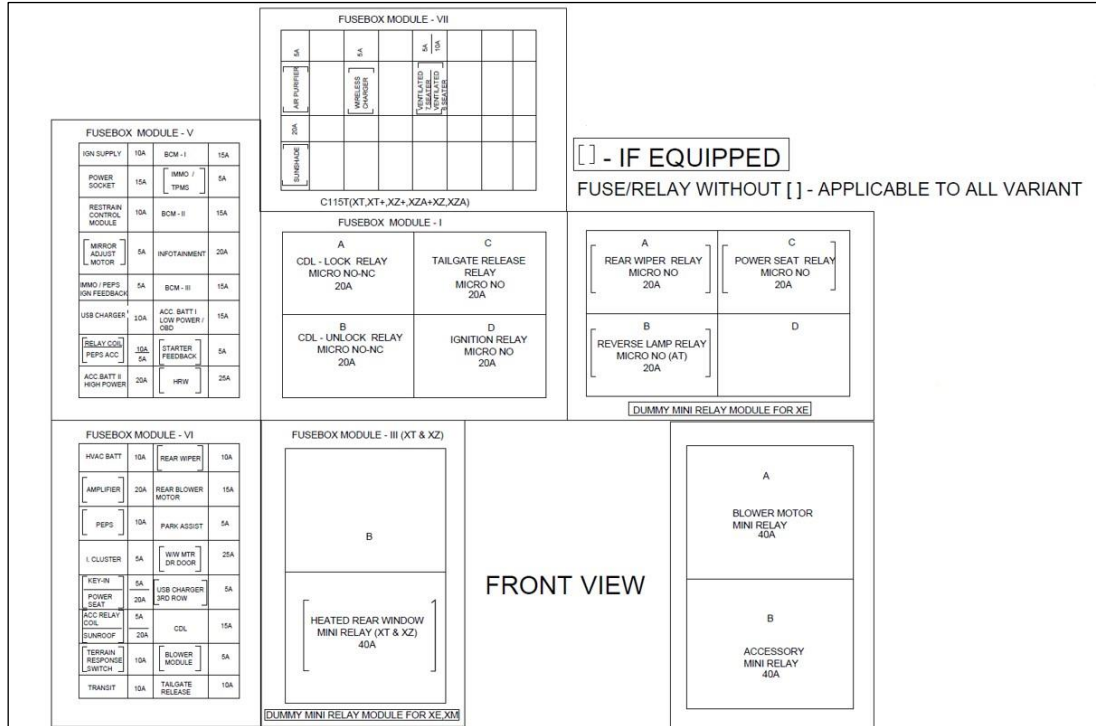 FUSEBOX MODULE - VII
5A
5A
5A
10A
[AIR PURIFIER]
[WIRELESS
CHARGER]
[VENTILATED
7 SEATER
VENTILATED
6 SEATER]
20A
[SUNSHADE]
C115T(XT,XT+,XZ+,XZA+XZ,XZA)
[ ] - IF EQUIPPED
FUSE/RELAY WITHOUT [ ] - APPLICABLE TO ALL VARIANT
FUSEBOX MODULE - V
IGN SUPPLY 10A BCM - I 15A
POWER
SOCKET 15A [IMMO /
TPMS] 5A
RESTRAIN
CONTROL
MODULE 10A BCM - II 15A
[MIRROR
ADJUST
MOTOR] 5A INFOTAINMENT 20A
IMMO / PEPS
IGN FEEDBACK 5A BCM - III 15A
USB CHARGER 10A ACC. BATT I
LOW POWER /
OBD 15A
[RELAY COIL
PEPS ACC] 10A
5A [STARTER
FEEDBACK] 5A
ACC.BATT II
HIGH POWER 20A [HRW] 25A
FUSEBOX MODULE - I
A
CDL - LOCK RELAY
MICRO NO-NC
20A
C
TAILGATE RELEASE
RELAY
MICRO NO
20A
B
CDL - UNLOCK RELAY
MICRO NO-NC
20A
D
IGNITION RELAY
MICRO NO
20A
[A
REAR WIPER RELAY
MICRO NO
20A]
[C
POWER SEAT RELAY
MICRO NO
20A]
[B
REVERSE LAMP RELAY
MICRO NO (AT)
20A]
D
DUMMY MINI RELAY MODULE FOR XE
FUSEBOX MODULE - VI
HVAC BATT 10A [REAR WIPER] 10A
[AMPLIFIER] 20A REAR BLOWER
MOTOR 15A
[PEPS] 10A PARK ASSIST 5A
I. CLUSTER 5A [W/W MTR
DR DOOR] 25A
[KEY-IN
POWER
SEAT] 5A
20A [USB CHARGER
3RD ROW] 5A
[ACC RELAY
COIL
SUNROOF] 5A
20A CDL 15A
[TERRAIN
RESPONSE
SWITCH] 10A [BLOWER
MODULE] 5A
TRANSIT 10A TAILGATE
RELEASE 10A
FUSEBOX MODULE - III (XT & XZ)
B
[HEATED REAR WINDOW
MINI RELAY (XT & XZ)
40A]
DUMMY MINI RELAY MODULE FOR XE,XM
FRONT VIEW
A
BLOWER MOTOR
MINI RELAY
40A
B
ACCESSORY
MINI RELAY
40A